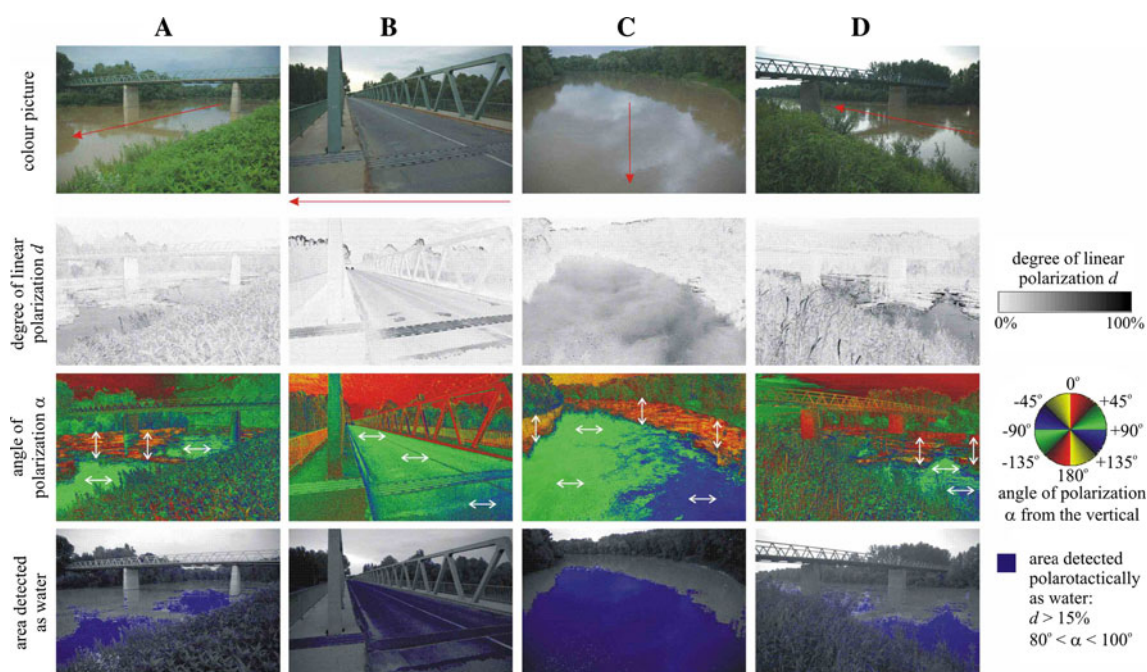 A B C D
colour picture
degree of linear
polarization d
degree of linear
polarization d
0% 100%
angle of
polarization α
0°
-45° +45°
-90° +90°
-135° +135°
180°
angle of polarization
α from the vertical
area detected
as water
area detected
polarotactically
as water:
d > 15%
80° < α < 100°